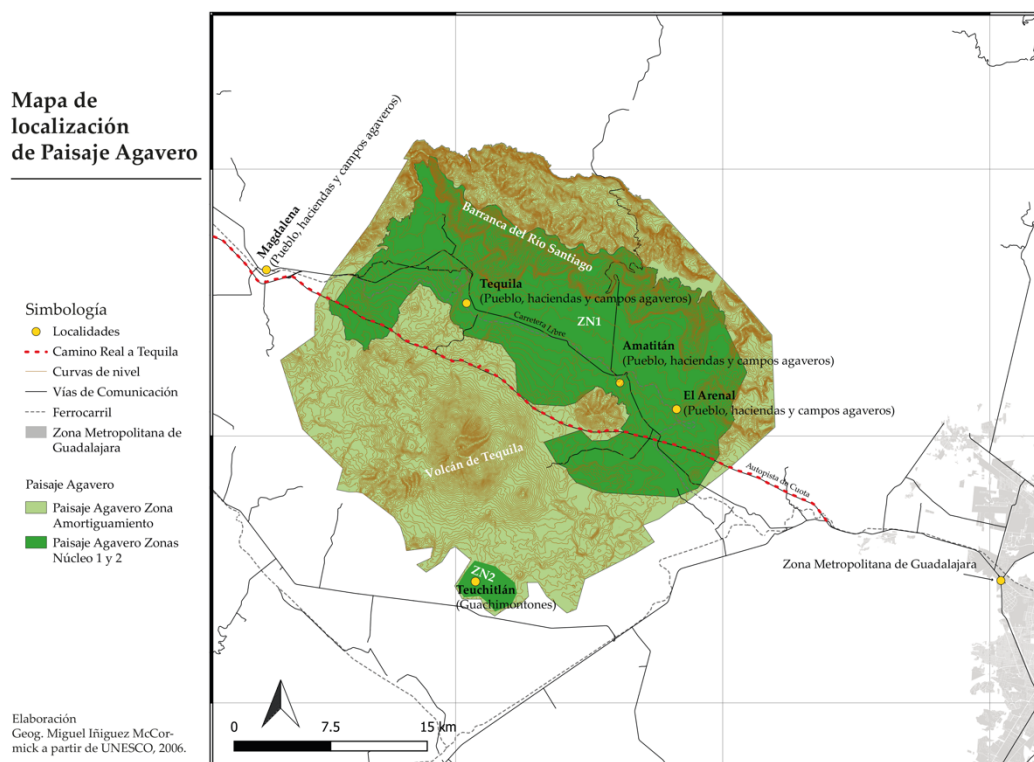 Mapa de
localización
de Paisaje Agavero
Simbología
Localidades
Camino Real a Tequila
Curvas de nivel
Vías de Comunicación
Ferrocarril
Zona Metropolitana de
Guadalajara
Paisaje Agavero
Paisaje Agavero Zona
Amortiguamiento
Paisaje Agavero Zonas
Núcleo 1 y 2
Elaboración
Geog. Miguel Iñiguez McCor-
mick a partir de UNESCO, 2006.
Magdalena
(Pueblo, haciendas y campos agaveros)
Barranca del Río Santiago
Tequila
(Pueblo, haciendas y campos agaveros)
Carretera Libre
ZN1
Amatitán
(Pueblo, haciendas y campos agaveros)
El Arenal
(Pueblo, haciendas y campos agaveros)
Volcán de Tequila
Autopista de Cuota
Zona Metropolitana de Guadalajara
ZN2
Teuchitlán
(Guachimontones)
0 7.5 15 km